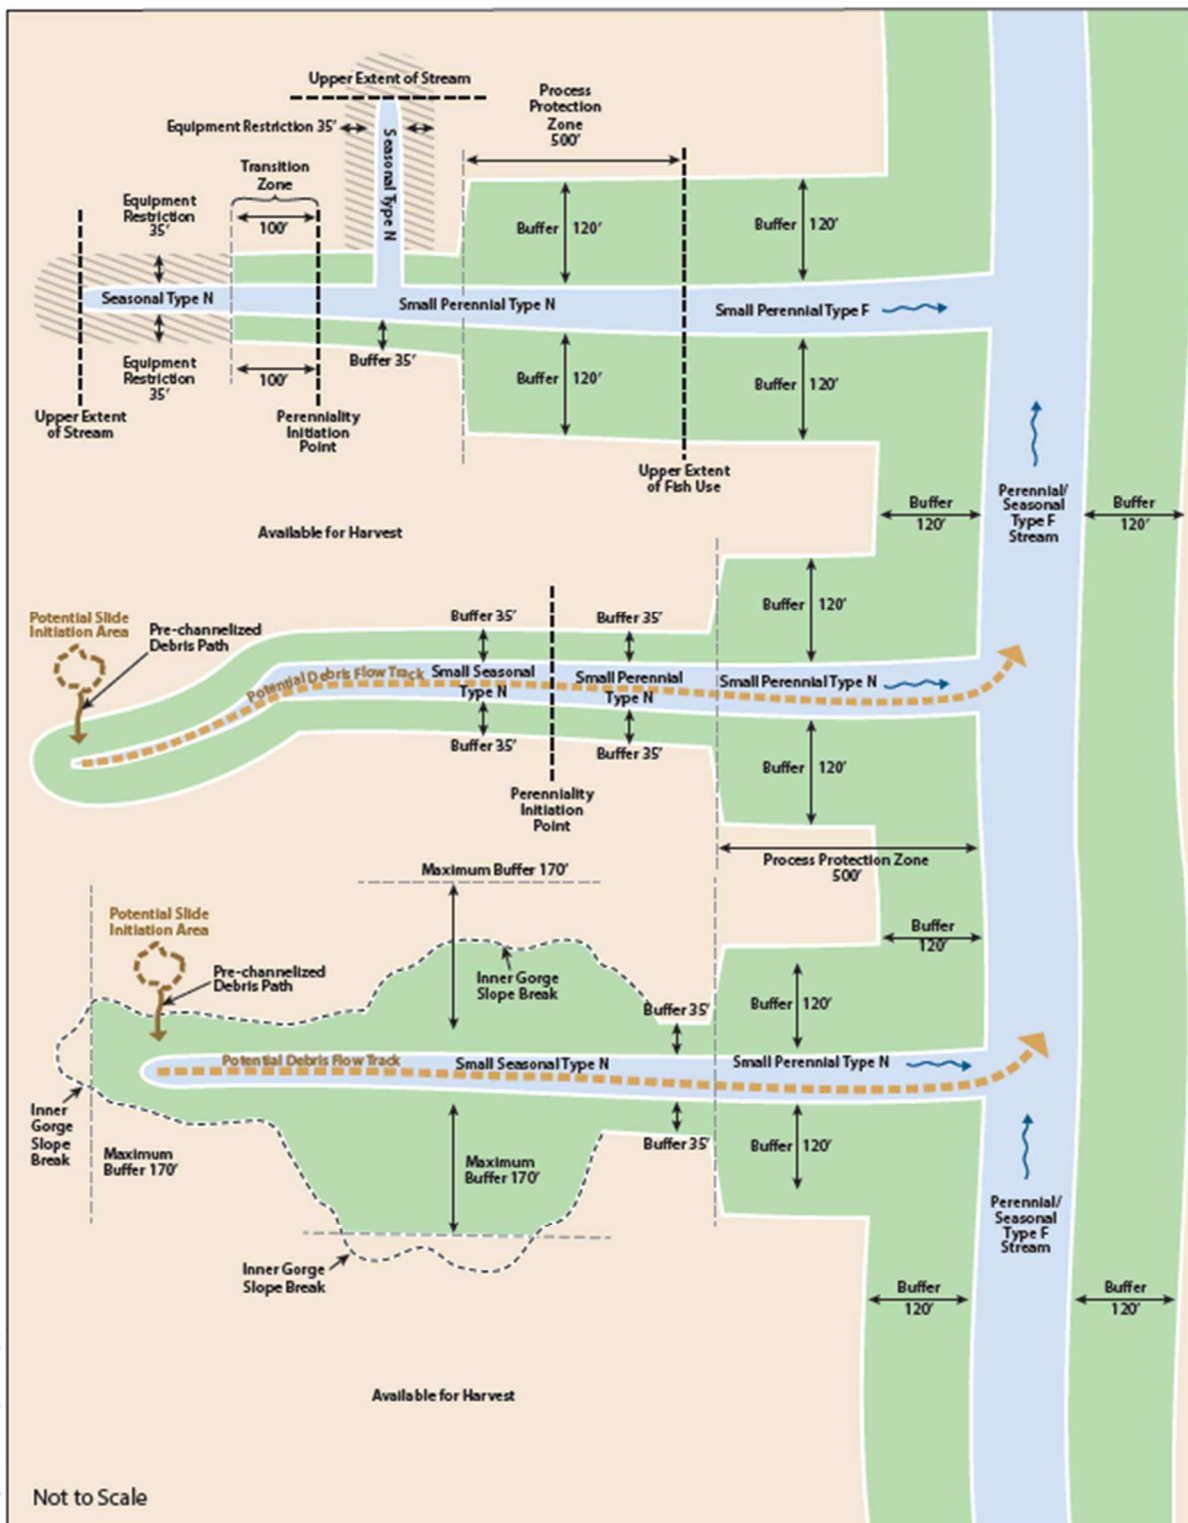 Upper Extent of Stream
Process
Protection
Zone
500'
Equipment Restriction 35'
Seasonal Type N
Transition
Zone
100'
Equipment
Restriction
35'
Buffer 120'
Buffer 120'
Seasonal Type N
Small Perennial Type N
Small Perennial Type F
Buffer 35'
Equipment
Restriction
35'
100'
Buffer 120'
Buffer 120'
Upper Extent
of Stream
Perenniality
Initiation
Point
Upper Extent
of Fish Use
Perennial/
Seasonal
Type F
Stream
Buffer
120'
Buffer
120'
Available for Harvest
Potential Slide
Initiation Area
Pre-channelized
Debris Path
Buffer 35'
Buffer 35'
Buffer 120'
Potential Debris Flow Track
Small Seasonal
Type N
Small Perennial
Type N
Small Perennial Type N
Buffer 35'
Buffer 35'
Buffer 120'
Perenniality
Initiation
Point
Process Protection Zone
500'
Maximum Buffer 170'
Potential Slide
Initiation Area
Buffer
120'
Pre-channelized
Debris Path
Inner Gorge
Slope Break
Buffer 35'
Buffer 120'
Potential Debris Flow Track
Small Seasonal Type N
Small Perennial Type N
Inner
Gorge
Slope
Break
Maximum
Buffer 170'
Maximum
Buffer 170'
Buffer 35'
Buffer 120'
Perennial/
Seasonal
Type F
Stream
Inner Gorge
Slope Break
Buffer
120'
Buffer
120'
Available for Harvest
Not to Scale